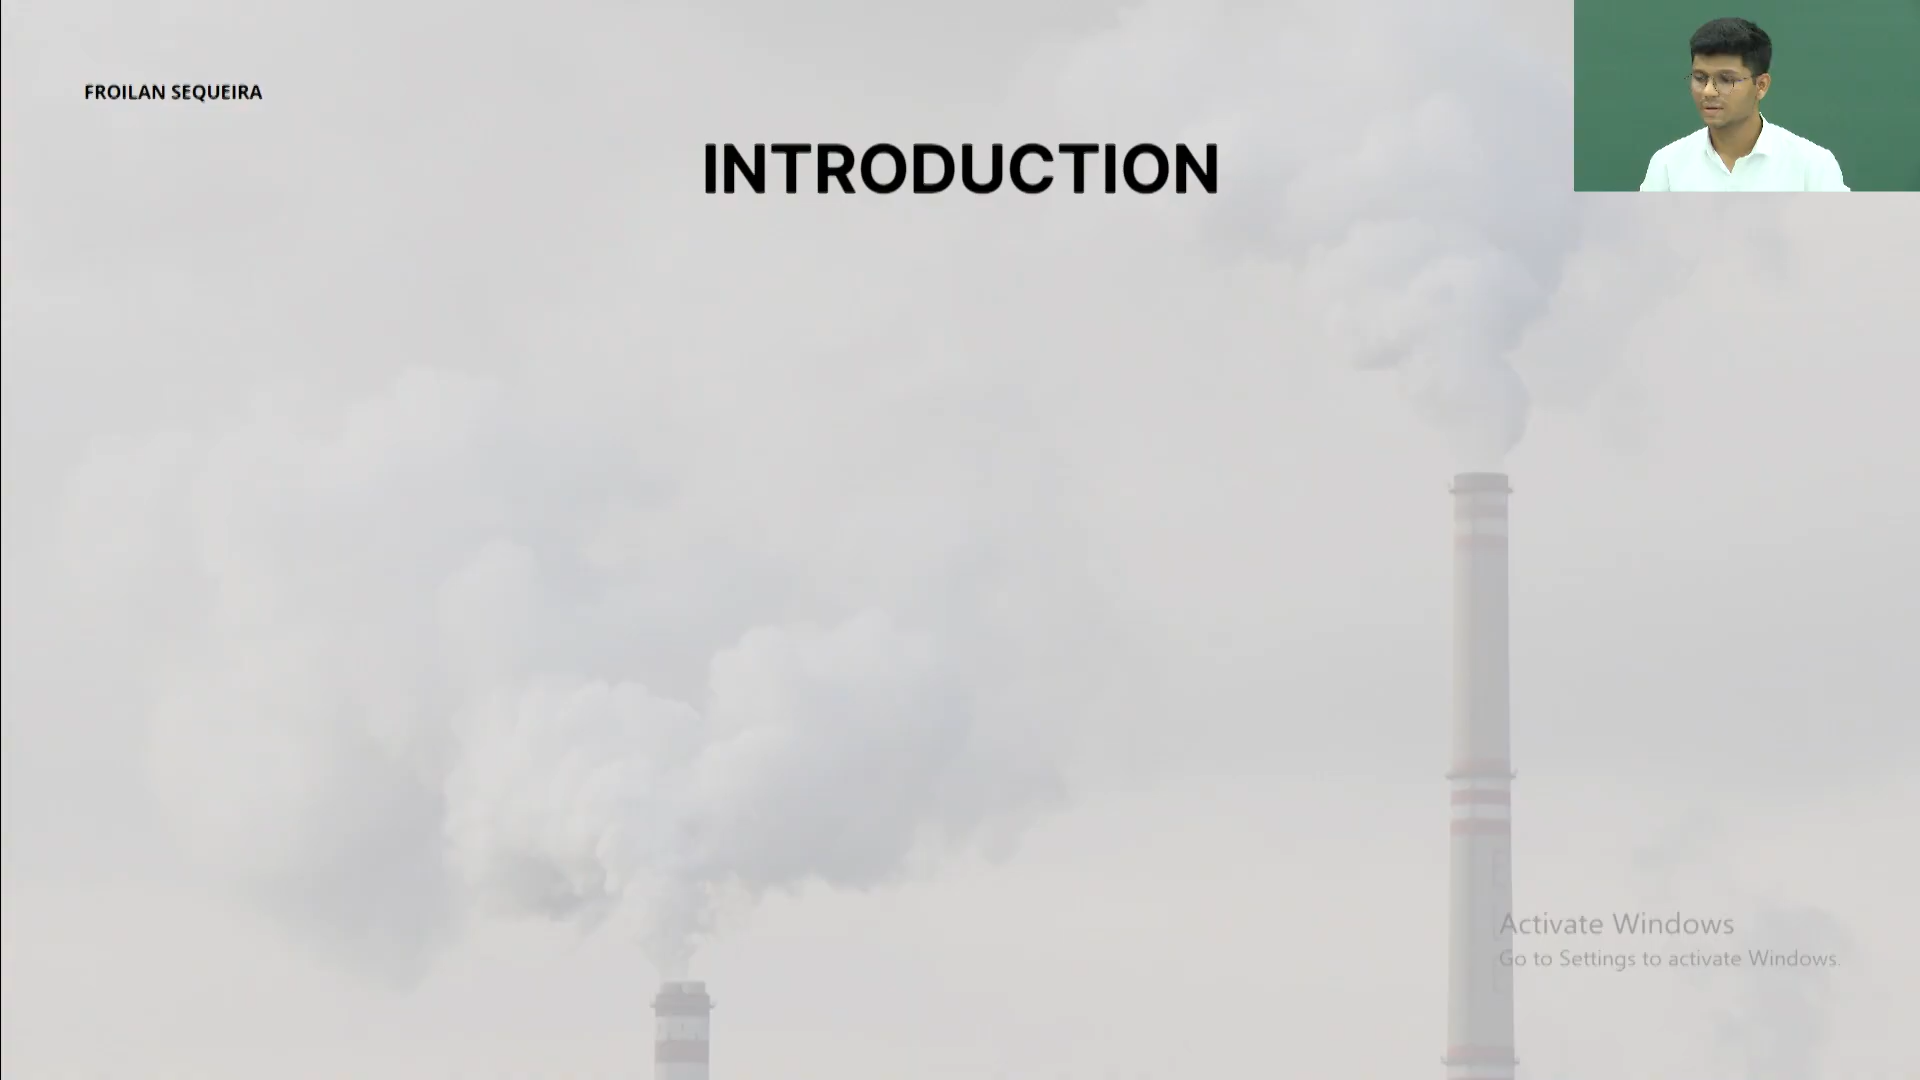 FROILAN SEQUEIRA
INTRODUCTION
Activate Windows
Go to Settings to activate Windows.